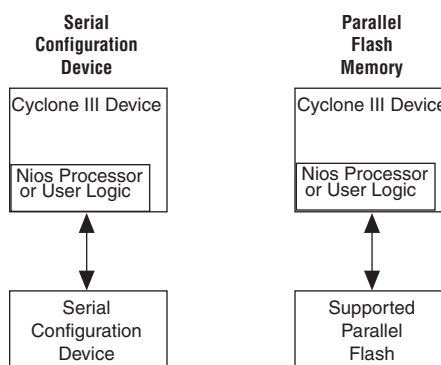 Serial
Configuration
Device
Cyclone III Device
Nios Processor
or User Logic
Serial
Configuration
Device
Parallel
Flash
Memory
Cyclone III Device
Nios Processor
or User Logic
Supported
Parallel
Flash